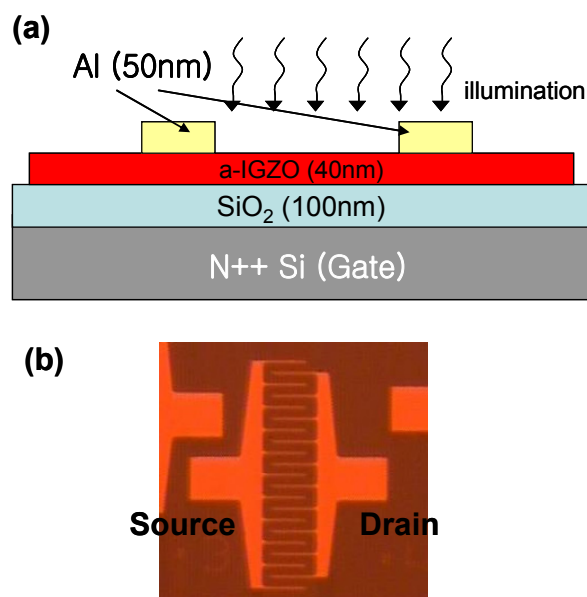 (a)
Al (50nm)
illumination
a-IGZO (40nm)
SiO₂ (100nm)
N++ Si (Gate)
(b)
Source
Drain